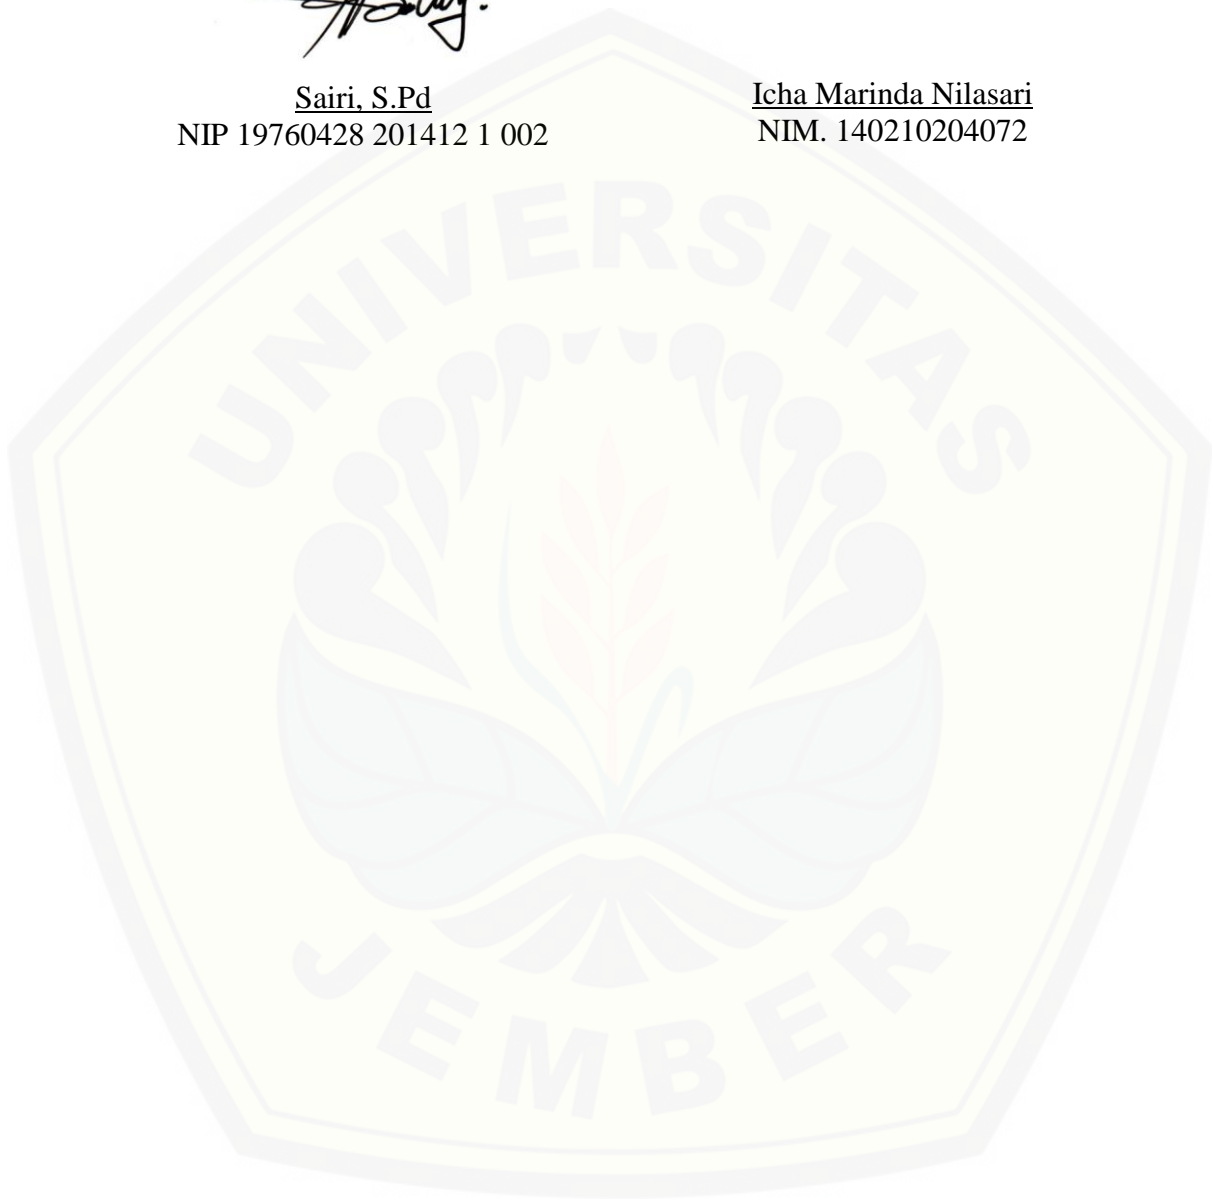 Sairi, S.Pd
NIP 19760428 201412 1 002
Icha Marinda Nilasari
NIM. 140210204072
UNIVERSITAS
JEMBER